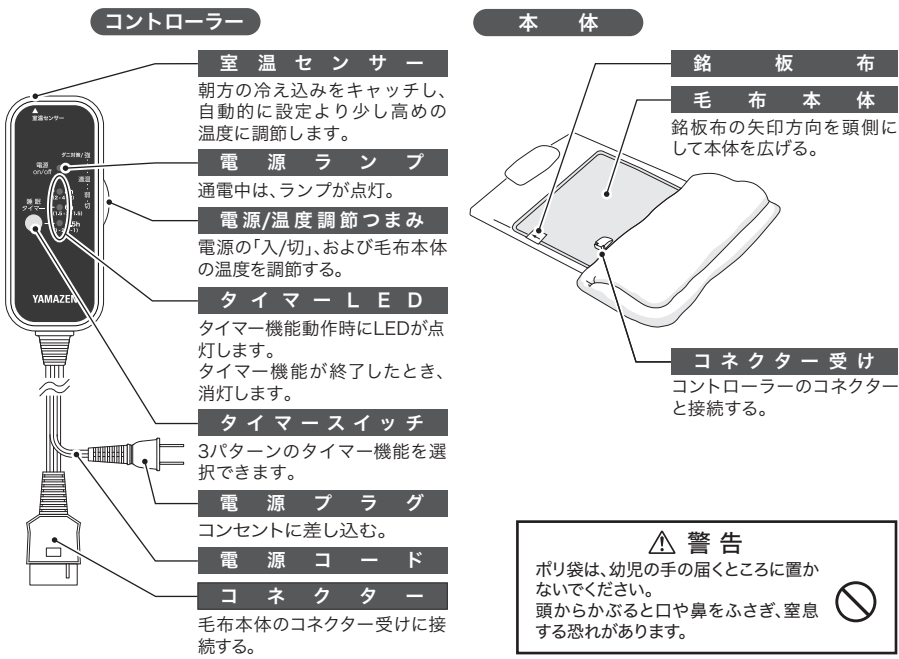 コントローラー
室温センサー
朝方の冷え込みをキャッチし、
自動的に設定より少し高めの
温度に調節します。
電源ランプ
通電中は、ランプが点灯。
電源/温度調節つまみ
電源の「入/切」、および毛布本体
の温度を調節する。
タイマーLED
タイマー機能動作時にLEDが点
灯します。
タイマー機能が終了したとき、
消灯します。
タイマースイッチ
3パターンのタイマー機能を選
択できます。
電源プラグ
コンセントに差し込む。
電源コード
コネクター
毛布本体のコネクター受けに接
続する。
室温センサー
ダニ対策/強
電源
on/off
適温
弱
切
睡眠
タイマー
YAMAZEN
本体
銘板布
毛布本体
銘板布の矢印方向を頭側に
して本体を広げる。
コネクター受け
コントローラーのコネクター
と接続する。
警告
ポリ袋は、幼児の手の届くところに置か
ないでください。
頭からかぶると口や鼻をふさぎ、窒息
する恐れがあります。